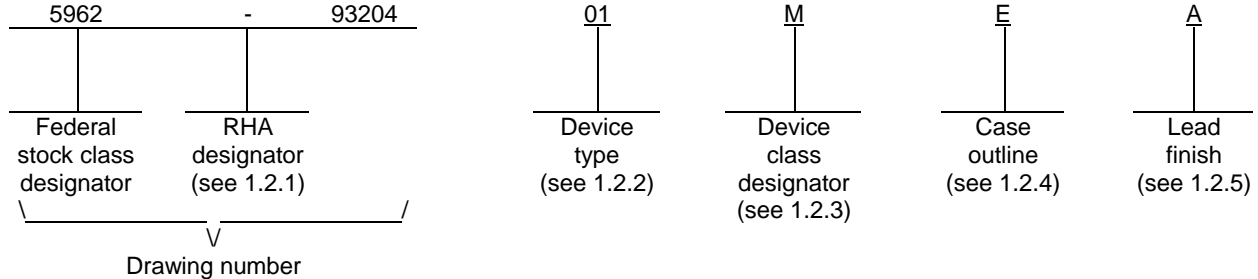 5962 - 93204 01 M E A
Federal stock class designator
RHA designator (see 1.2.1)
Device type (see 1.2.2)
Device class designator (see 1.2.3)
Case outline (see 1.2.4)
Lead finish (see 1.2.5)
\ /
\/
Drawing number